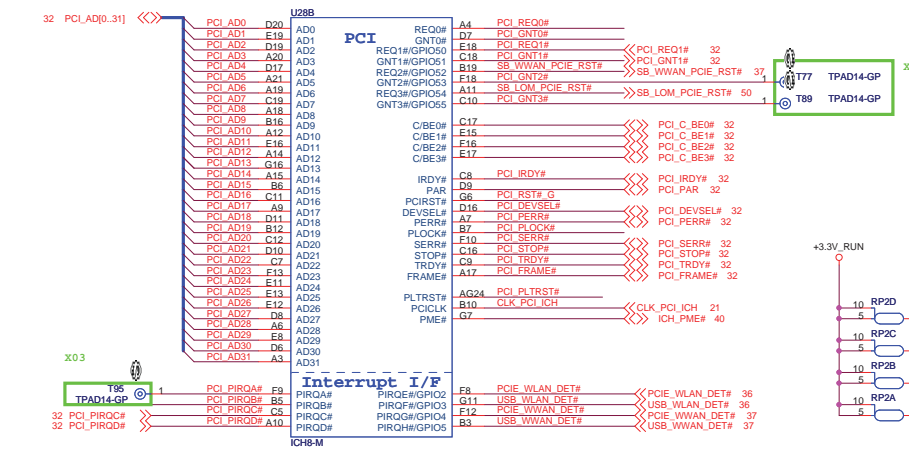 U28B
32 PCI_AD[0..31]
PCI
PCI_AD0 D20 AD0 REQ0# A4 PCI_REQ0#
PCI_AD1 E19 AD1 GNT0# D7 PCI_GNT0#
PCI_AD2 D19 AD2 REQ1#/GPIO50 E18 PCI_REQ1# PCI_REQ1# 32
PCI_AD3 A20 AD3 GNT1#/GPIO51 C18 PCI_GNT1# PCI_GNT1# 32
PCI_AD4 D17 AD4 REQ2#/GPIO52 B19 SB_WWAN_PCIE_RST# SB_WWAN_PCIE_RST# 37
PCI_AD5 A21 AD5 GNT2#/GPIO53 F18 PCI_GNT2# 1 T77 TPAD14-GP
PCI_AD6 A19 AD6 REQ3#/GPIO54 A11 SB_LOM_PCIE_RST# SB_LOM_PCIE_RST# 50
PCI_AD7 C19 AD7 GNT3#/GPIO55 C10 PCI_GNT3# 1 T89 TPAD14-GP
X
PCI_AD8 A18 AD8
PCI_AD9 B16 AD9 C/BE0# C17 PCI_C_BE0# 32
PCI_AD10 A12 AD10 C/BE1# E15 PCI_C_BE1# 32
PCI_AD11 E16 AD11 C/BE2# F16 PCI_C_BE2# 32
PCI_AD12 A14 AD12 C/BE3# E17 PCI_C_BE3# 32
PCI_AD13 G16 AD13
PCI_AD14 A15 AD14 IRDY# C8 PCI_IRDY# PCI_IRDY# 32
PCI_AD15 B6 AD15 PAR D9 PCI_PAR 32
PCI_AD16 C11 AD16 PCIRST# G6 PCI_RST#_G
PCI_AD17 A9 AD17 DEVSEL# D16 PCI_DEVSEL# PCI_DEVSEL# 32
PCI_AD18 D11 AD18 PERR# A7 PCI_PERR# PCI_PERR# 32
PCI_AD19 B12 AD19 PLOCK# B7 PCI_PLOCK#
PCI_AD20 C12 AD20 SERR# F10 PCI_SERR# PCI_SERR# 32
PCI_AD21 D10 AD21 STOP# C16 PCI_STOP# PCI_STOP# 32
PCI_AD22 C7 AD22 TRDY# C9 PCI_TRDY# PCI_TRDY# 32
PCI_AD23 F13 AD23 FRAME# A17 PCI_FRAME# PCI_FRAME# 32
PCI_AD24 E11 AD24
PCI_AD25 E13 AD25 PLTRST# AG24 PCI_PLTRST#
PCI_AD26 E12 AD26 PCICLK B10 CLK_PCI_ICH CLK_PCI_ICH 21
PCI_AD27 D8 AD27 PME# G7 ICH_PME# 40
PCI_AD28 A6 AD28
PCI_AD29 E8 AD29
PCI_AD30 D6 AD30
PCI_AD31 A3 AD31
X03
Interrupt I/F
T95 1 PCI_PIRQA# F9 PIRQA# PIRQE#/GPIO2 F8 PCIE_WLAN_DET# PCIE_WLAN_DET# 36
TPAD14-GP PCI_PIRQB# B5 PIRQB# PIRQF#/GPIO3 G11 USB_WLAN_DET# USB_WLAN_DET# 36
32 PCI_PIRQC# PCI_PIRQC# C5 PIRQC# PIRQG#/GPIO4 F12 PCIE_WWAN_DET# PCIE_WWAN_DET# 37
32 PCI_PIRQD# PCI_PIRQD# A10 PIRQD# PIRQH#/GPIO5 B3 USB_WWAN_DET# USB_WWAN_DET# 37
ICH8-M
+3.3V_RUN
10 RP2D
5
10 RP2C
5
10 RP2B
5
10 RP2A
5